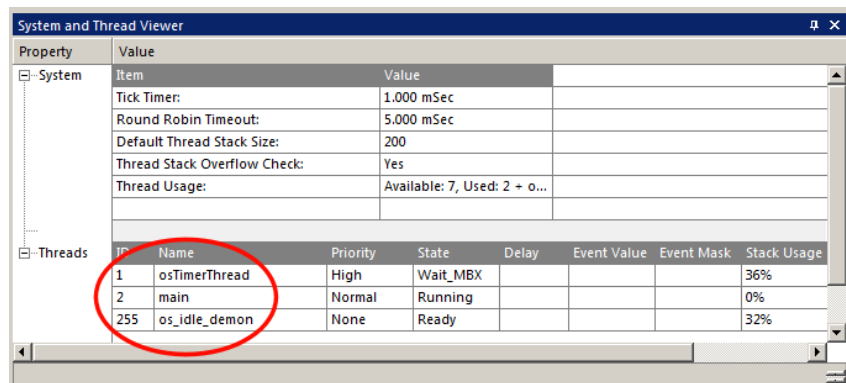 System and Thread Viewer
Property Value
System Item Value
Tick Timer: 1.000 mSec
Round Robin Timeout: 5.000 mSec
Default Thread Stack Size: 200
Thread Stack Overflow Check: Yes
Thread Usage: Available: 7, Used: 2 + o...
Threads ID Name Priority State Delay Event Value Event Mask Stack Usage
1 osTimerThread High Wait_MBX 36%
2 main Normal Running 0%
255 os_idle_demon None Ready 32%